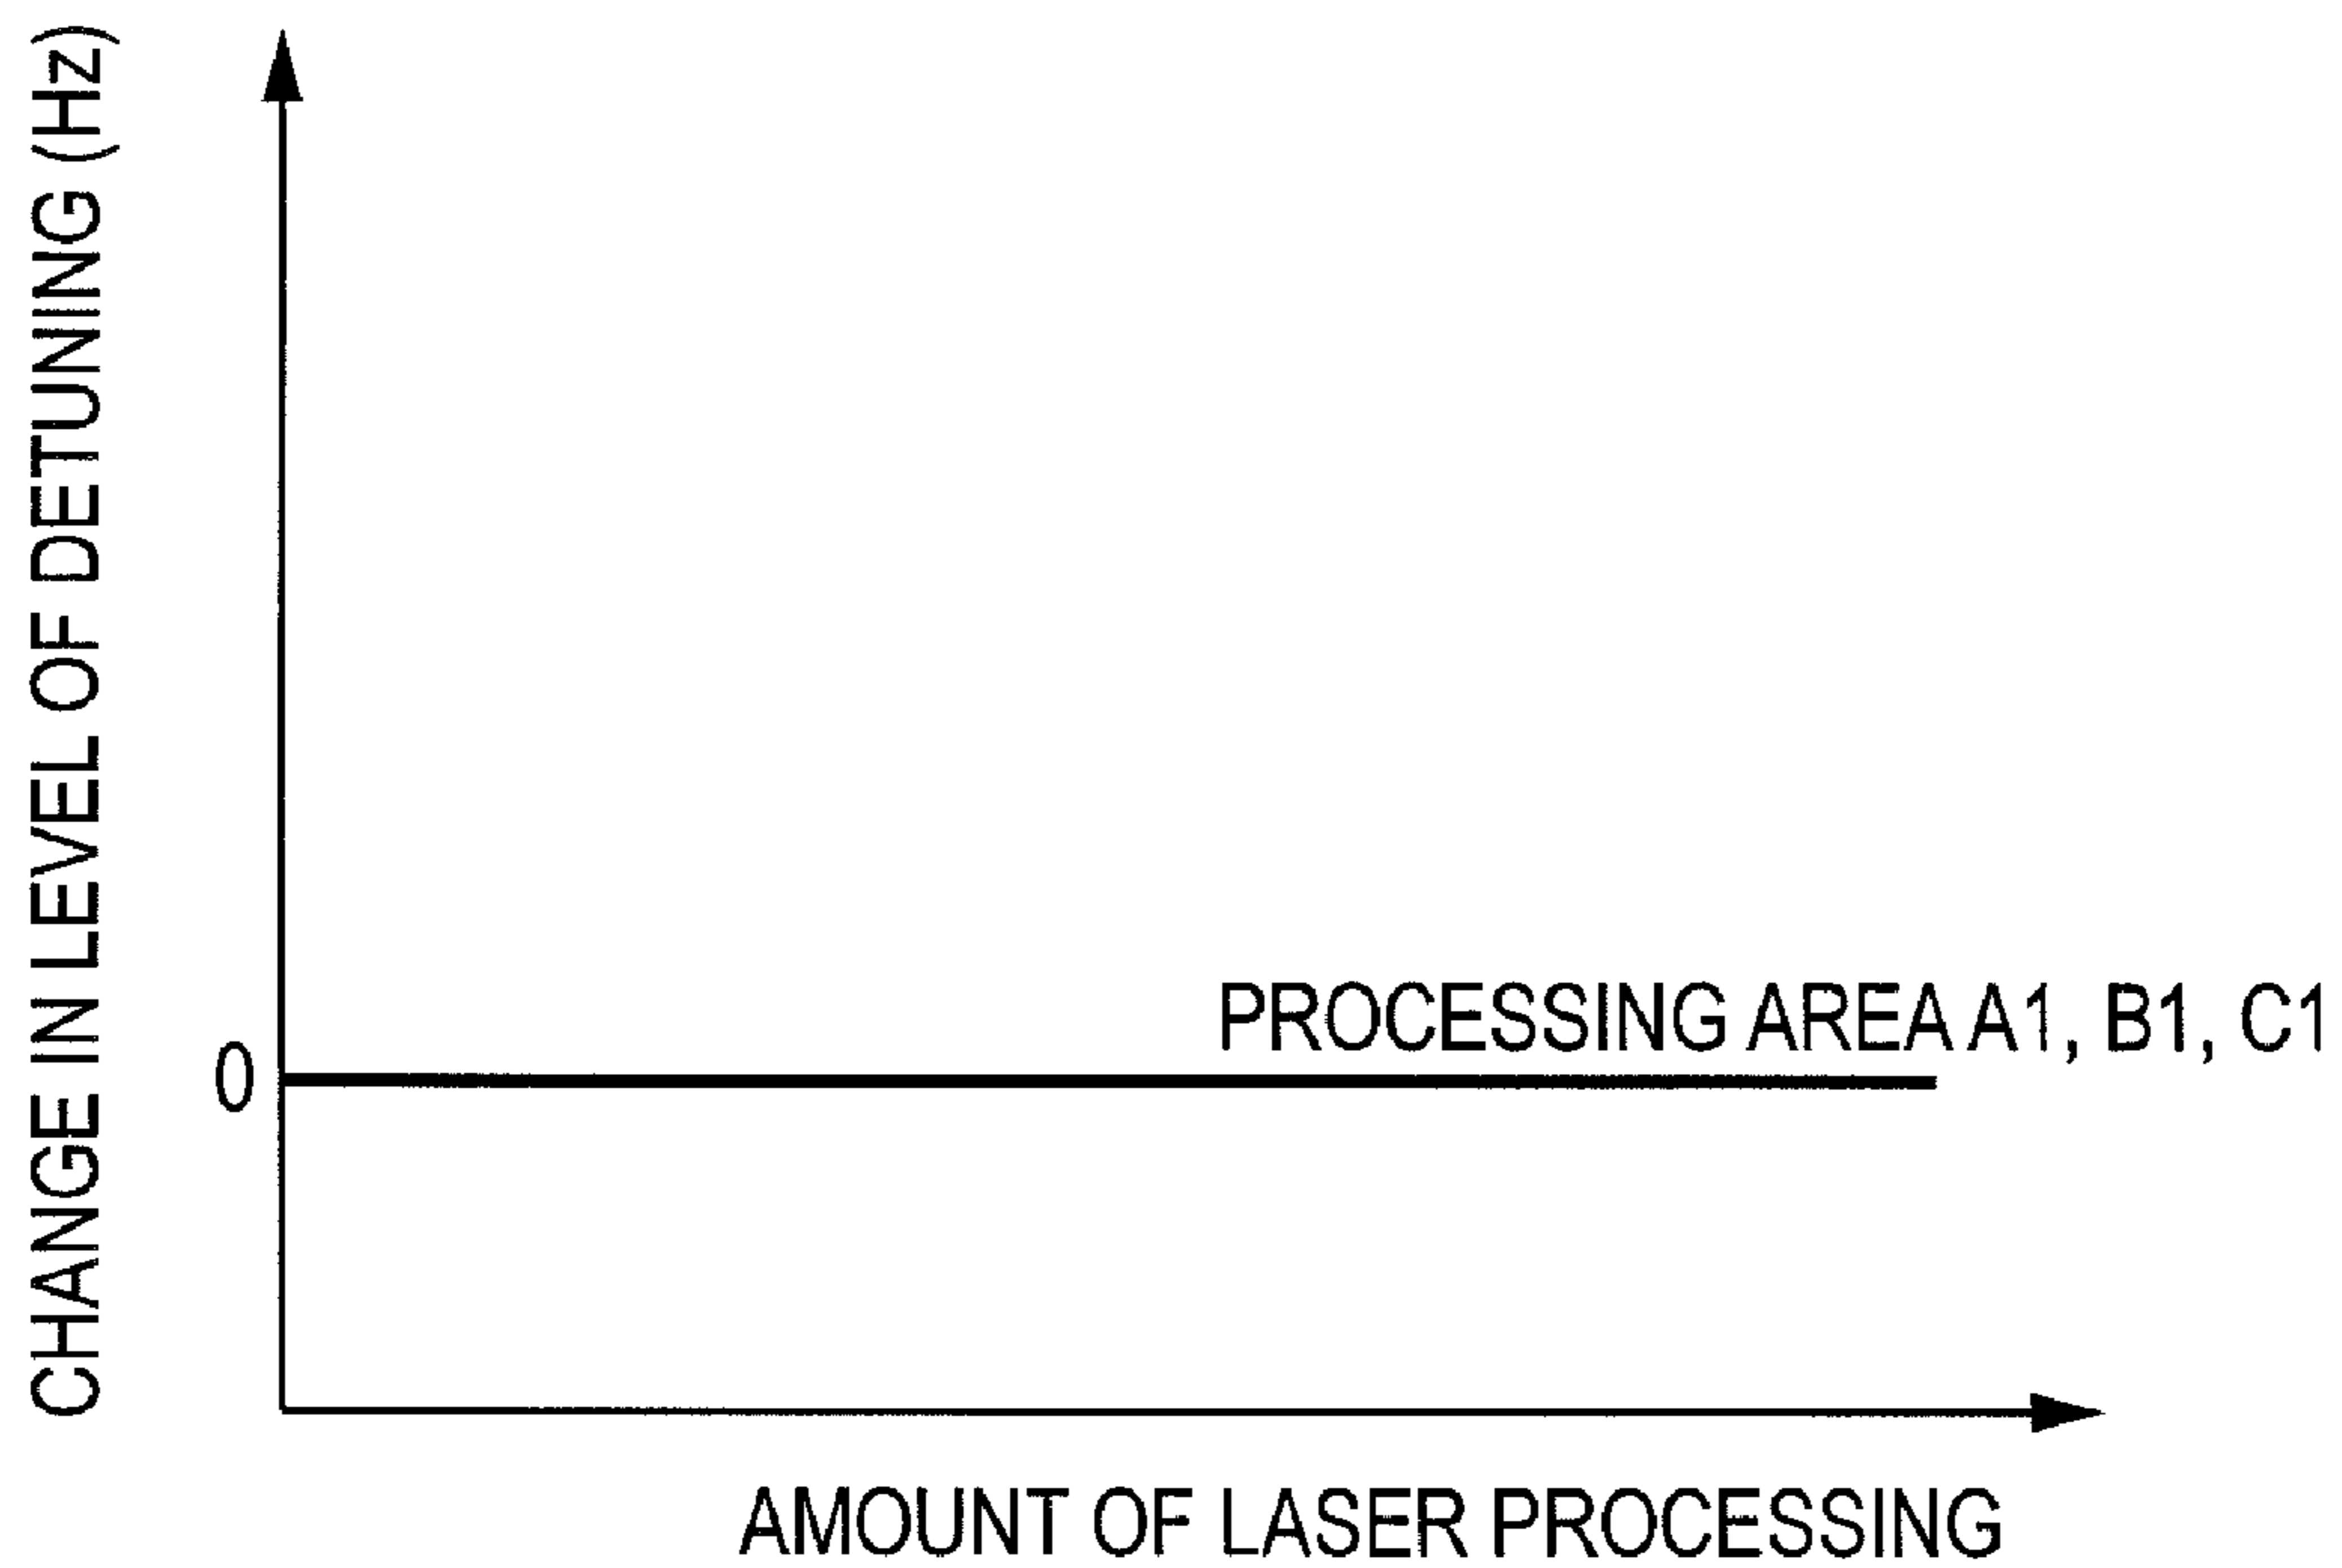 CHANGE IN LEVEL OF DETUNING (Hz)
PROCESSING AREA A1, B1, C1
0
AMOUNT OF LASER PROCESSING